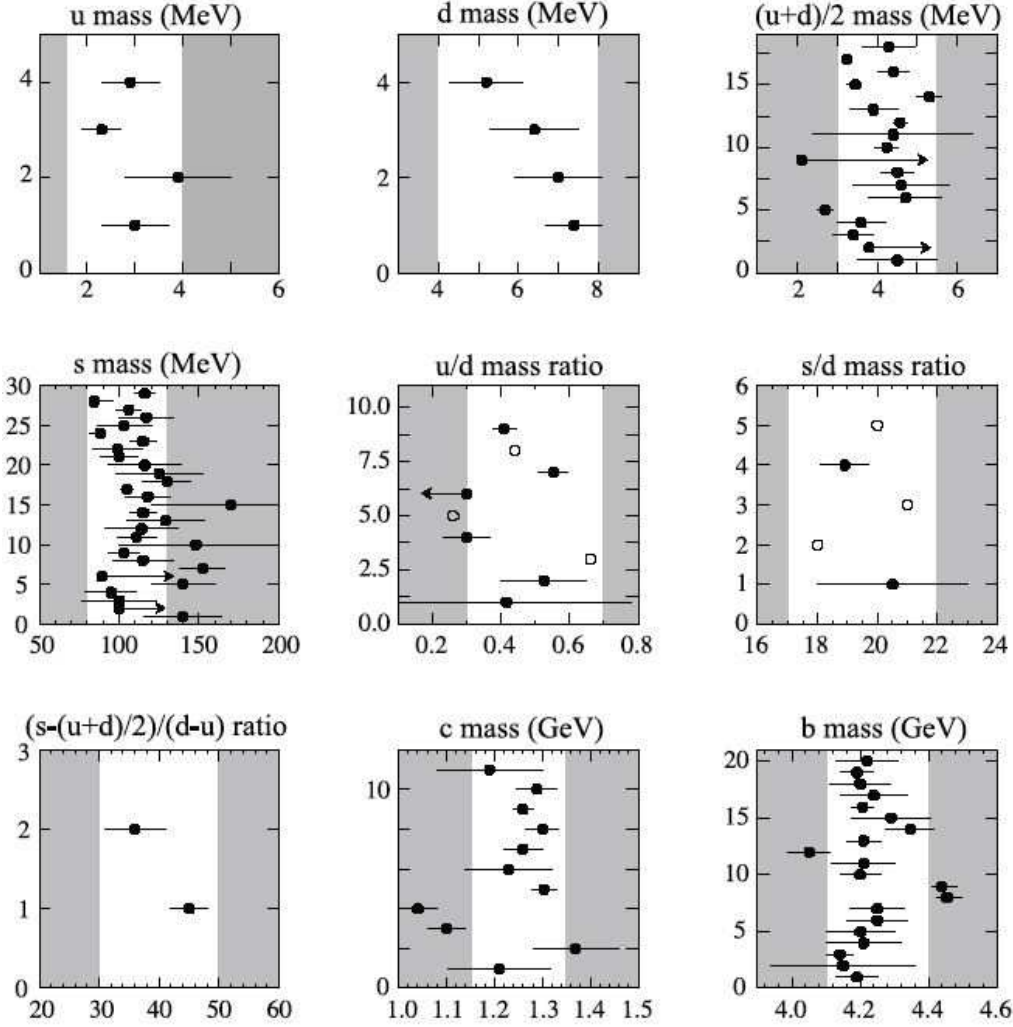 u mass (MeV)
d mass (MeV)
(u+d)/2 mass (MeV)
4
2
0
2 4 6
4
2
0
4 6 8
15
10
5
0
2 4 6
s mass (MeV)
u/d mass ratio
s/d mass ratio
30
25
20
15
10
5
0
50 100 150 200
10.0
7.5
5.0
2.5
0.0
0.2 0.4 0.6 0.8
6
5
4
3
2
1
0
16 18 20 22 24
(s-(u+d)/2)/(d-u) ratio
c mass (GeV)
b mass (GeV)
3
2
1
0
20 30 40 50 60
10
0
1.0 1.1 1.2 1.3 1.4 1.5
20
15
10
5
0
4.0 4.2 4.4 4.6